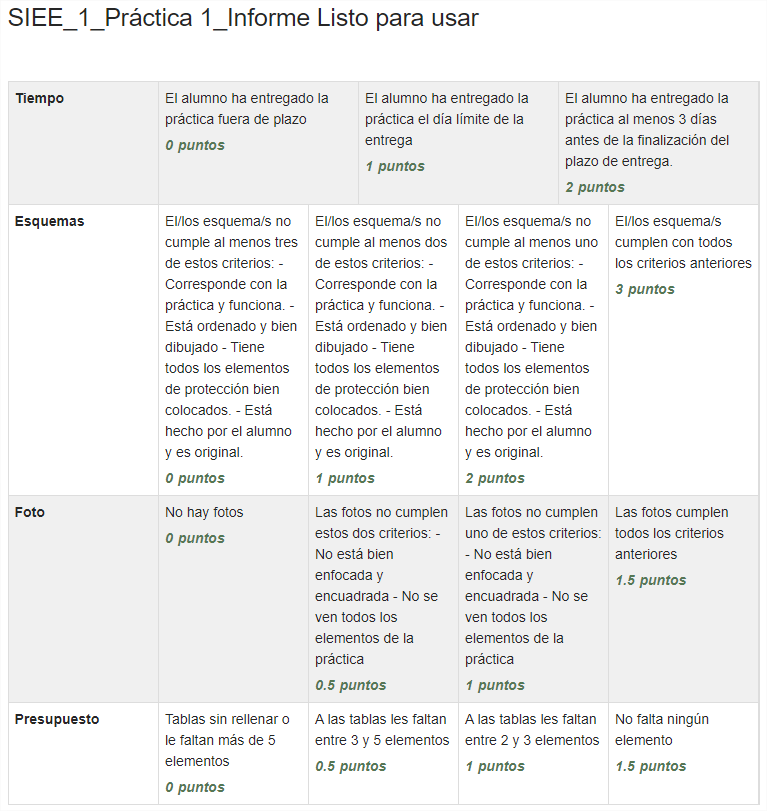 SIEE_1_Práctica 1_Informe Listo para usar
Tiempo
El alumno ha entregado la
práctica fuera de plazo
0 puntos
El alumno ha entregado la
práctica el día límite de la
entrega
1 puntos
El alumno ha entregado la
práctica al menos 3 días
antes de la finalización del
plazo de entrega.
2 puntos
Esquemas
El/los esquema/s no
cumple al menos tres
de estos criterios: -
Corresponde con la
práctica y funciona. -
Está ordenado y bien
dibujado - Tiene
todos los elementos
de protección bien
colocados. - Está
hecho por el alumno
y es original.
0 puntos
El/los esquema/s no
cumple al menos dos
de estos criterios: -
Corresponde con la
práctica y funciona. -
Está ordenado y bien
dibujado - Tiene
todos los elementos
de protección bien
colocados. - Está
hecho por el alumno
y es original.
1 puntos
El/los esquema/s no
cumple al menos uno
de estos criterios: -
Corresponde con la
práctica y funciona. -
Está ordenado y bien
dibujado - Tiene
todos los elementos
de protección bien
colocados. - Está
hecho por el alumno
y es original.
2 puntos
El/los esquema/s
cumplen con todos
los criterios anteriores
3 puntos
Foto
No hay fotos
0 puntos
Las fotos no cumplen
estos dos criterios: -
No está bien
enfocada y
encuadrada - No se
ven todos los
elementos de la
práctica
0.5 puntos
Las fotos no cumplen
uno de estos criterios:
- No está bien
enfocada y
encuadrada - No se
ven todos los
elementos de la
práctica
1 puntos
Las fotos cumplen
todos los criterios
anteriores
1.5 puntos
Presupuesto
Tablas sin rellenar o
le faltan más de 5
elementos
0 puntos
A las tablas les faltan
entre 3 y 5 elementos
0.5 puntos
A las tablas les faltan
entre 2 y 3 elementos
1 puntos
No falta ningún
elemento
1.5 puntos